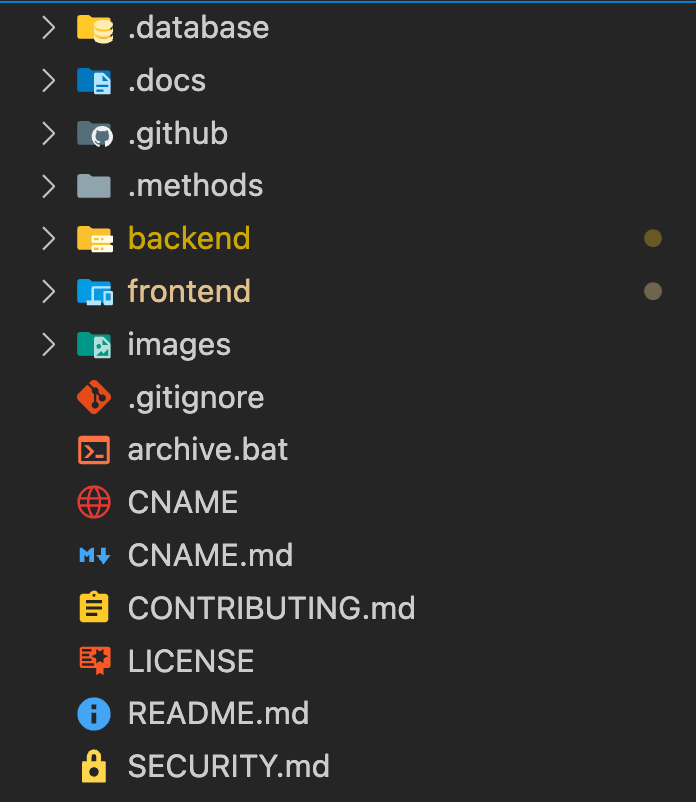 .database
.docs
.github
.methods
backend
frontend
images
.gitignore
archive.bat
CNAME
CNAME.md
CONTRIBUTING.md
LICENSE
README.md
SECURITY.md